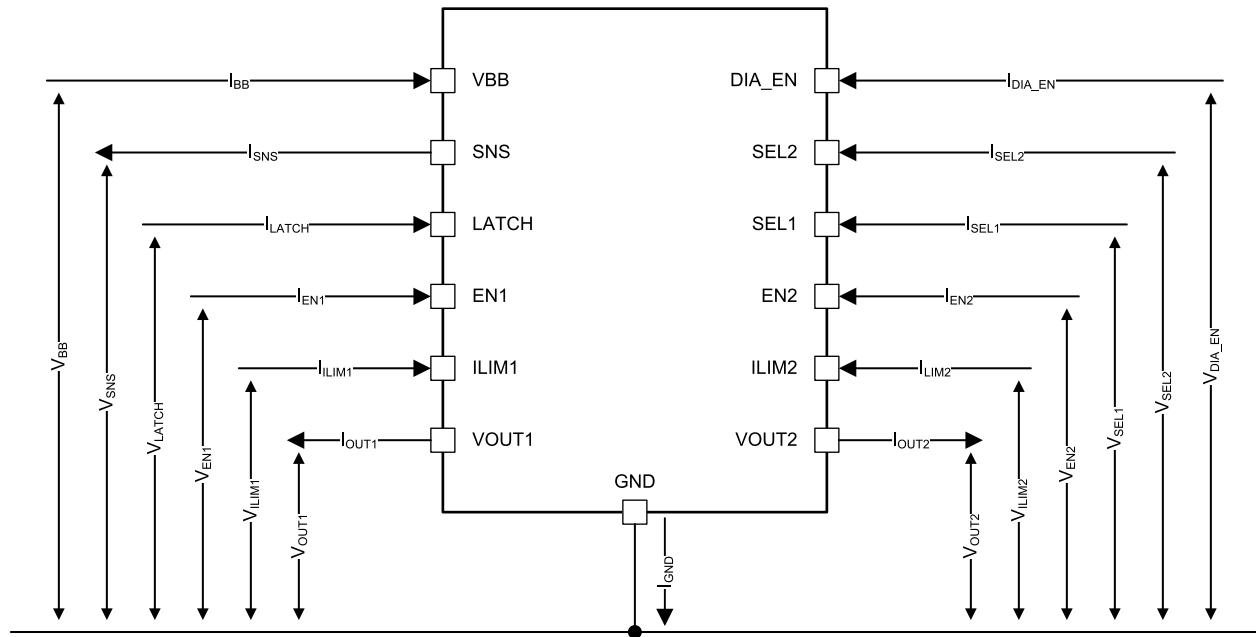 I_BB VBB DIA_EN I_DIA_EN
I_SNS SNS SEL2 I_SEL2
I_LATCH LATCH SEL1 I_SEL1
I_EN1 EN1 EN2 I_EN2
I_ILIM1 ILIM1 ILIM2 I_LIM2
I_OUT1 VOUT1 VOUT2 I_OUT2
GND
I_GND
V_BB
V_SNS
V_LATCH
V_EN1
V_ILIM1
V_OUT1
V_OUT2
V_ILIM2
V_EN2
V_SEL1
V_SEL2
V_DIA_EN